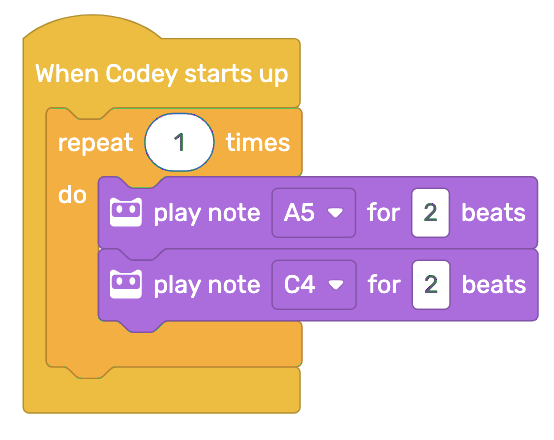 When Codey starts up
repeat 1 times
do
play note A5 for 2 beats
play note C4 for 2 beats